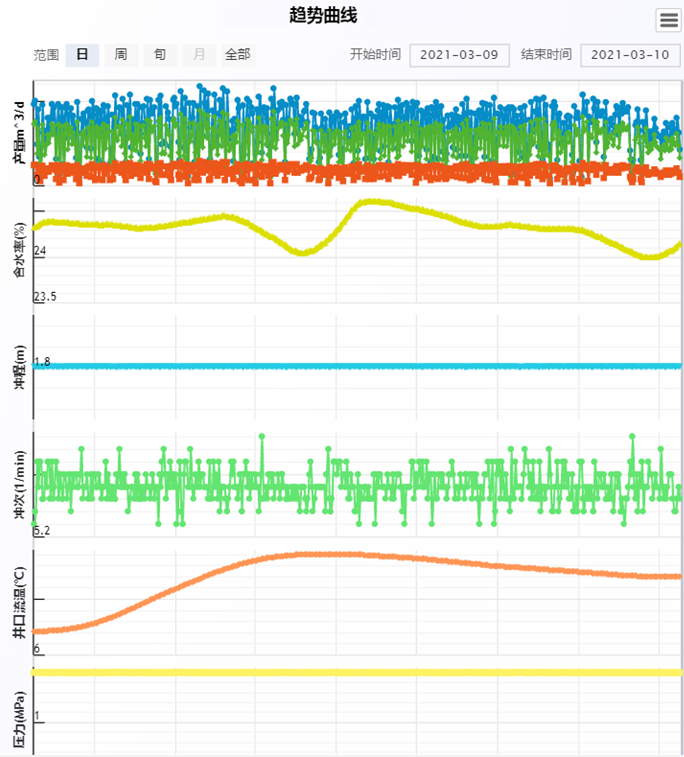 趋势曲线
范围 日 周 旬 月 全部 开始时间 2021-03-09 结束时间 2021-03-10
产量m^3/d
0
含水率(%)
24
23.5
冲程(m)
1.8
冲次(1/min)
5.2
井口流温(℃)
6
压力(MPa)
1